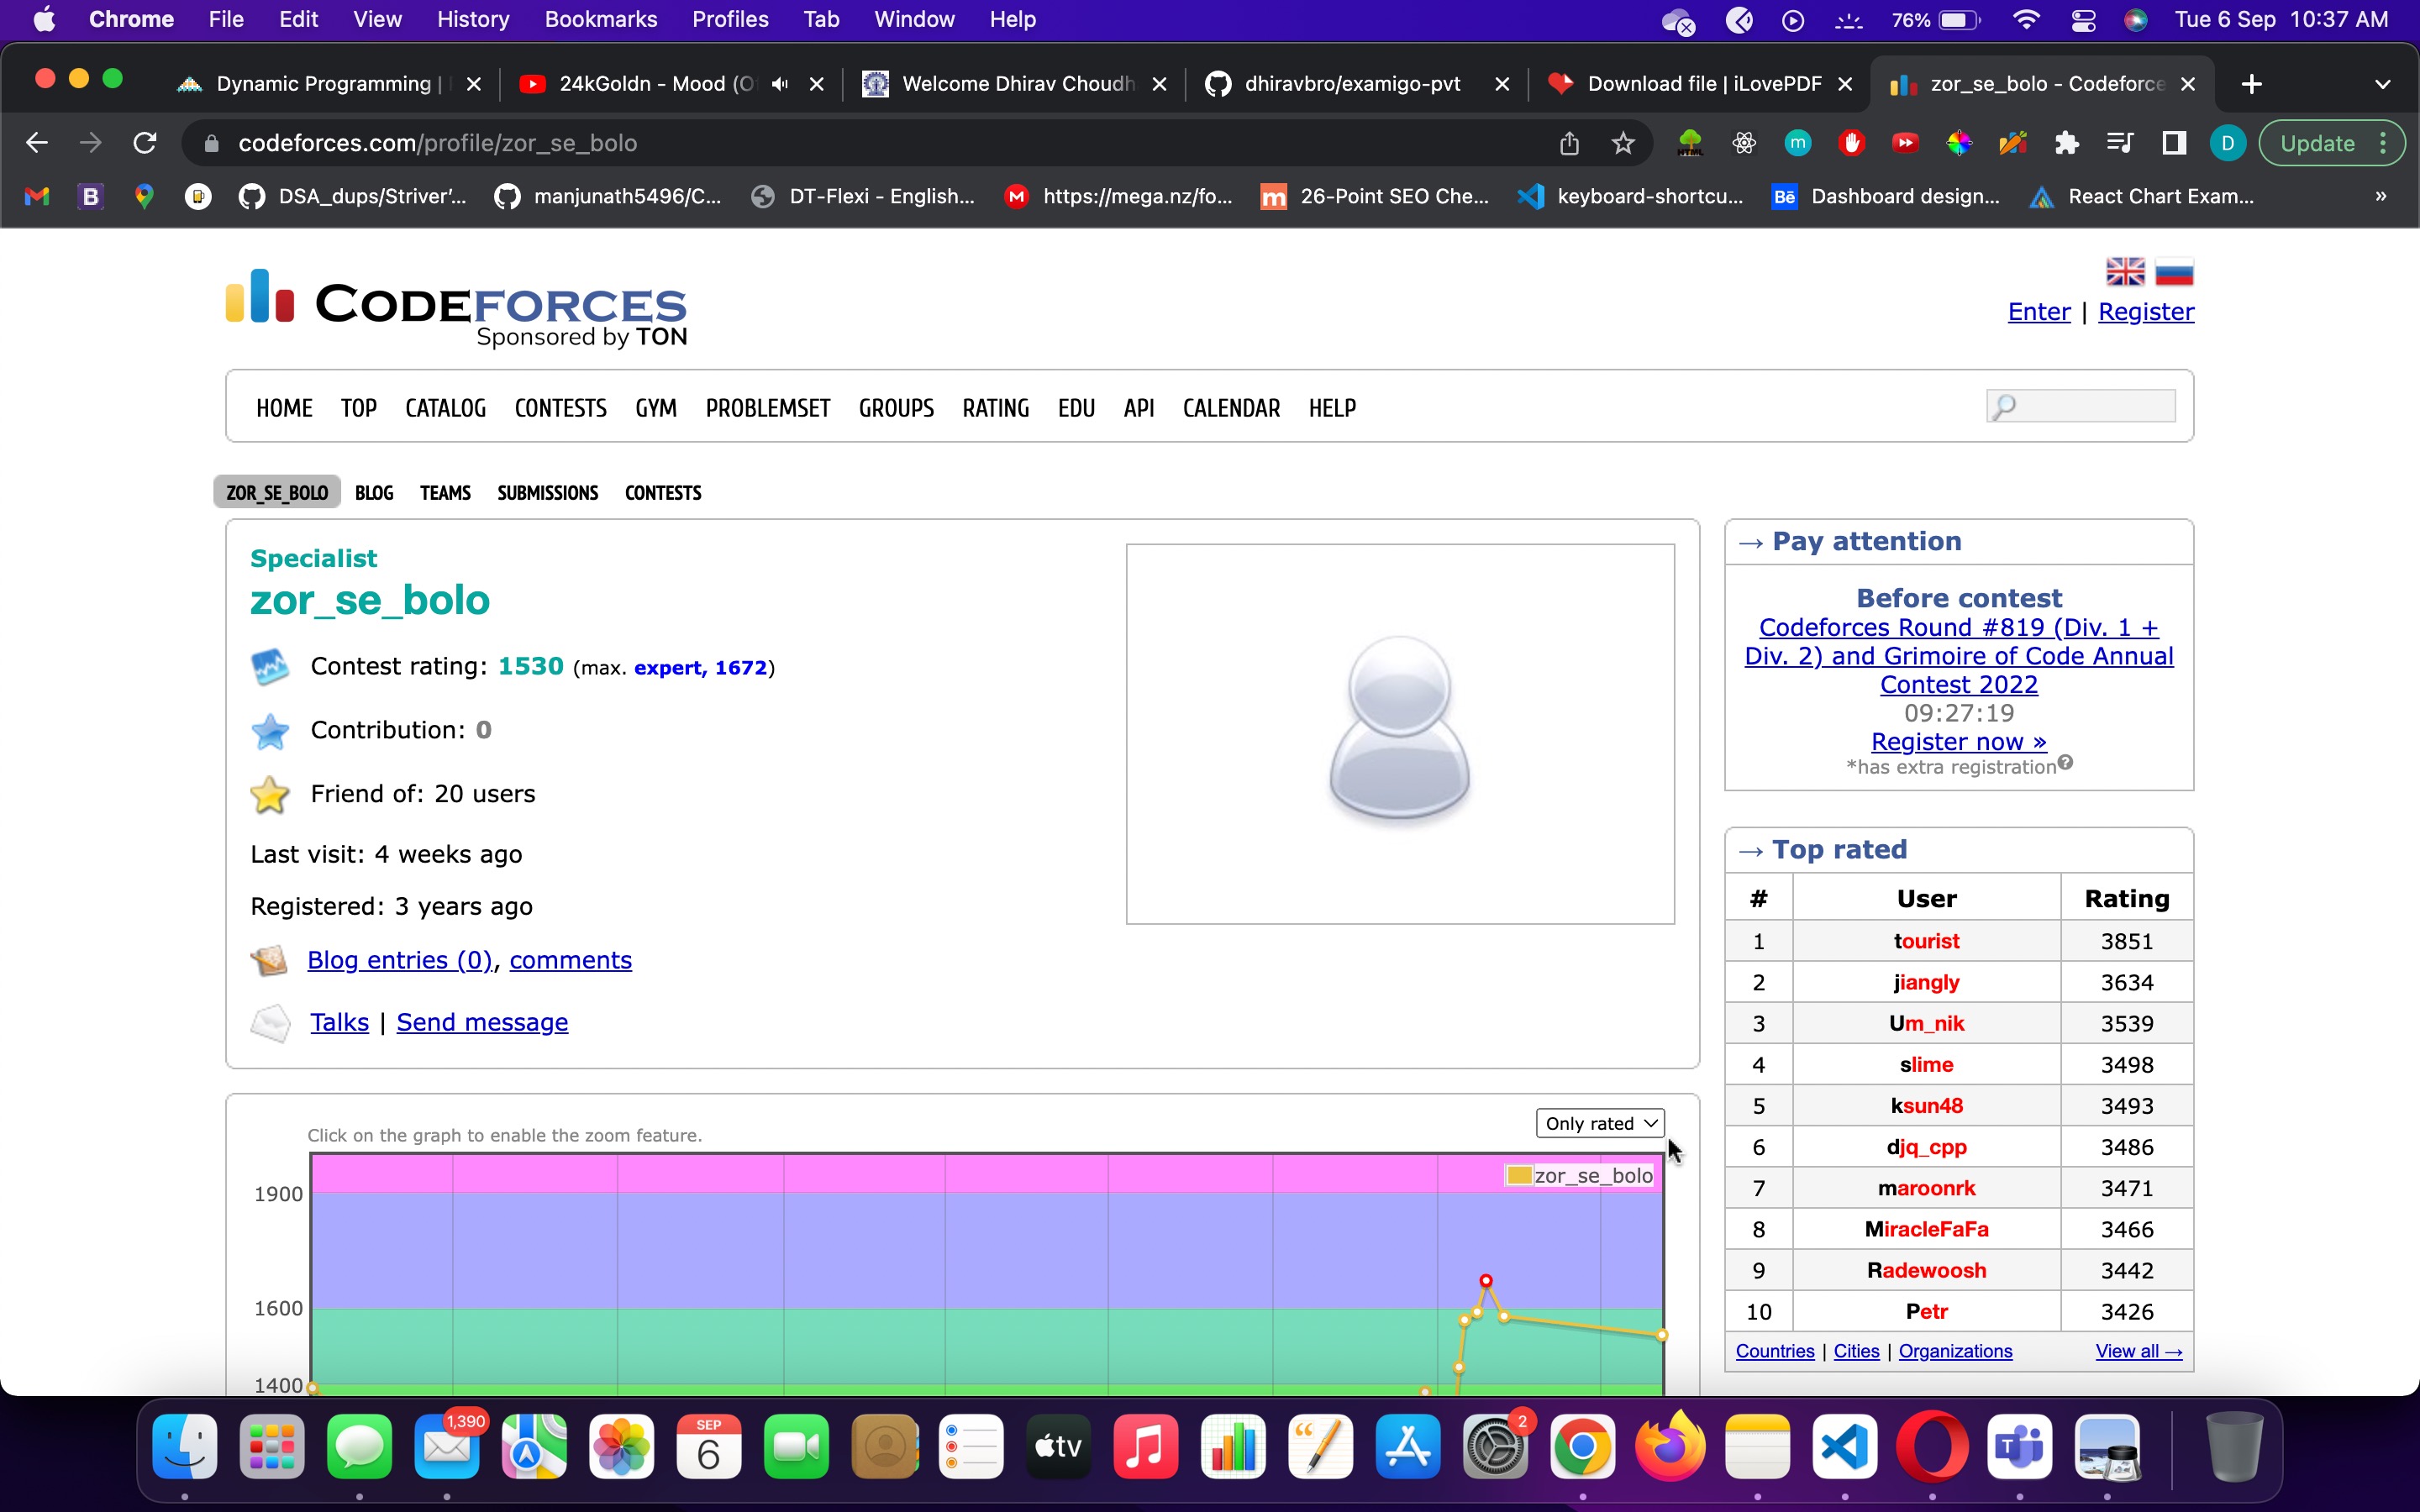 Chrome File Edit View History Bookmarks Profiles Tab Window Help 76% Tue 6 Sep 10:37 AM
Dynamic Programming | 24kGoldn - Mood (O Welcome Dhirav Choudh dhiravbro/examigo-pvt Download file | iLovePDF zor_se_bolo - Codeforce
codeforces.com/profile/zor_se_bolo HTML m D Update
M B DSA_dups/Striver'... manjunath5496/C... DT-Flexi - English... M https://mega.nz/fo... m 26-Point SEO Che... keyboard-shortcu... Bē Dashboard design... React Chart Exam... »
CODEFORCES
Sponsored by TON
Enter | Register
HOME TOP CATALOG CONTESTS GYM PROBLEMSET GROUPS RATING EDU API CALENDAR HELP
ZOR_SE_BOLO BLOG TEAMS SUBMISSIONS CONTESTS
Specialist
zor_se_bolo
Contest rating: 1530 (max. expert, 1672)
Contribution: 0
Friend of: 20 users
Last visit: 4 weeks ago
Registered: 3 years ago
Blog entries (0), comments
Talks | Send message
→ Pay attention
Before contest
Codeforces Round #819 (Div. 1 +
Div. 2) and Grimoire of Code Annual
Contest 2022
09:27:19
Register now »
*has extra registration?
→ Top rated
# User Rating
1 tourist 3851
2 jiangly 3634
3 Um_nik 3539
4 slime 3498
5 ksun48 3493
6 djq_cpp 3486
7 maroonrk 3471
8 MiracleFaFa 3466
9 Radewoosh 3442
10 Petr 3426
Countries | Cities | Organizations View all →
Click on the graph to enable the zoom feature.
Only rated
zor_se_bolo
1900
1600
1400
1,390
SEP
6
tv
2
T